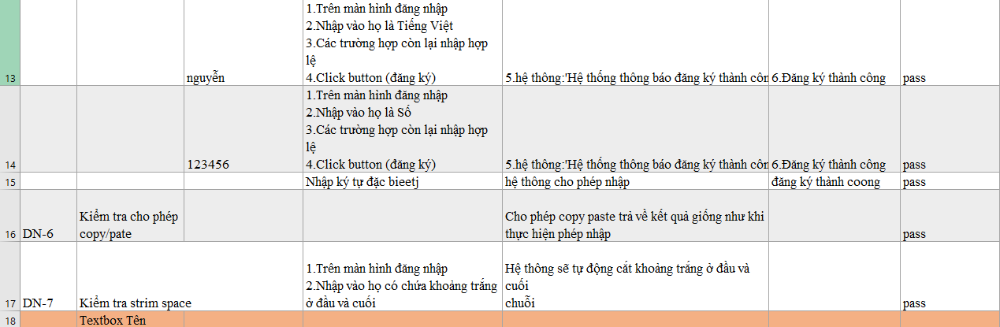 1.Trên màn hình đăng nhập
2.Nhập vào họ là Tiếng Việt
3.Các trường hợp còn lại nhập hợp
lệ
13 nguyễn 4.Click button (đăng ký) 5.hệ thông:'Hệ thống thông báo đăng ký thành côn 6.Đăng ký thành công pass
1.Trên màn hình đăng nhập
2.Nhập vào họ là Số
3.Các trường hợp còn lại nhập hợp
lệ
14 123456 4.Click button (đăng ký) 5.hệ thông:'Hệ thống thông báo đăng ký thành côn 6.Đăng ký thành công pass
15 Nhập ký tự đặc bieetj hệ thông cho phép nhập đăng ký thành coong pass
Kiểm tra cho phép Cho phép copy paste trả về kết quả giống như khi
16 DN-6 copy/pate thực hiện phép nhập pass
1.Trên màn hình đăng nhập Hệ thông sẽ tự động cắt khoảng trắng ở đầu và
2.Nhập vào họ có chứa khoảng trắng cuối
17 DN-7 Kiểm tra strim space ở đầu và cuối chuỗi pass
18 Textbox Tên